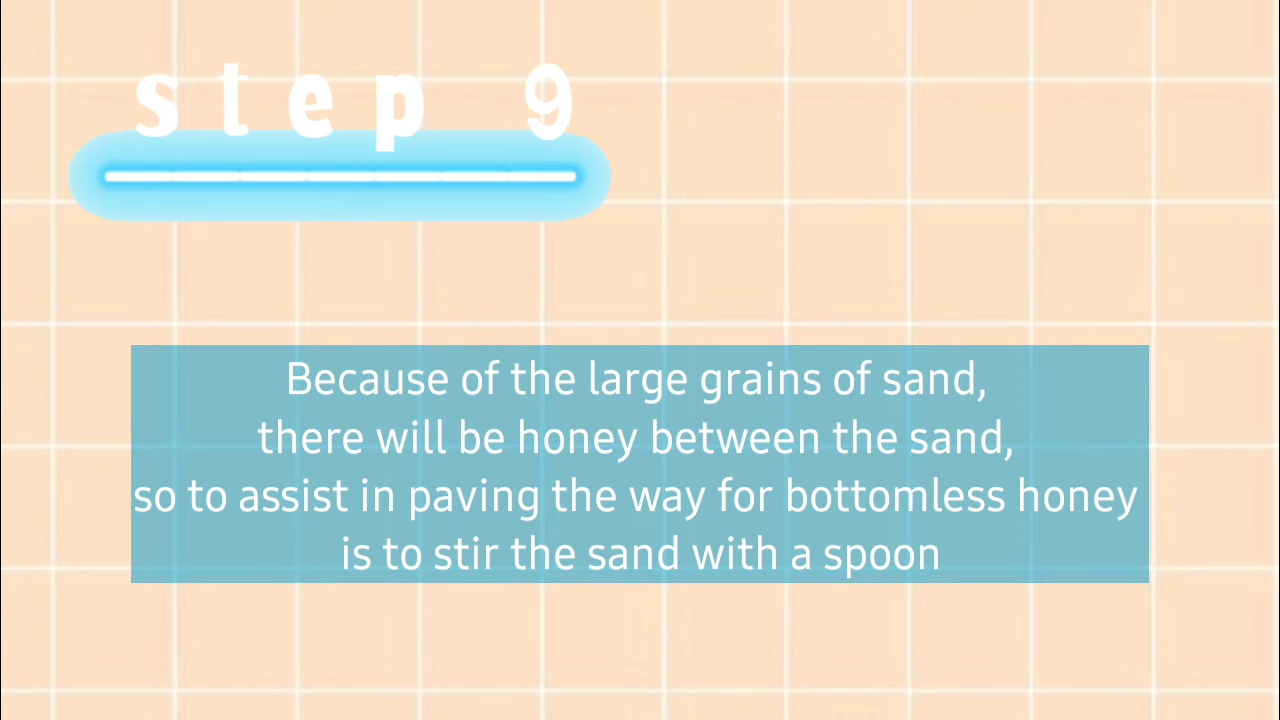 step 9
Because of the large grains of sand,
there will be honey between the sand,
so to assist in paving the way for bottomless honey
is to stir the sand with a spoon